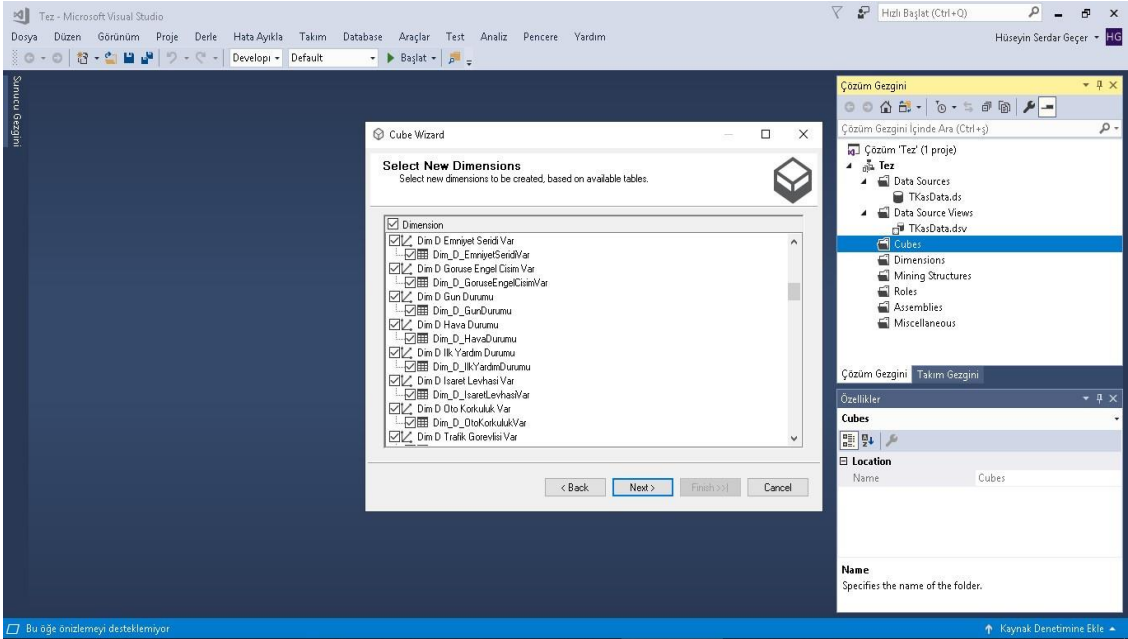 Tez - Microsoft Visual Studio
Hızlı Başlat (Ctrl+Q)
Dosya Düzen Görünüm Proje Derle Hata Ayıkla Takım Database Araçlar Test Analiz Pencere Yardım
Hüseyin Serdar Geçer HG
Developı Default Başlat
Sunucu Gezgini
Cube Wizard
Select New Dimensions
Select new dimensions to be created, based on available tables.
Dimension
Dim D Emniyet Seridi Var
Dim_D_EmniyetSeridiVar
Dim D Goruse Engel Cisim Var
Dim_D_GoruseEngelCisimVar
Dim D Gun Durumu
Dim_D_GunDurumu
Dim D Hava Durumu
Dim_D_HavaDurumu
Dim D Ilk Yardim Durumu
Dim_D_IlkYardimDurumu
Dim D Isaret Levhasi Var
Dim_D_IsaretLevhasiVar
Dim D Oto Korkuluk Var
Dim_D_OtoKorkulukVar
Dim D Trafik Gorevlisi Var
< Back Next > Finish >>| Cancel
Çözüm Gezgini
Çözüm Gezgini İçinde Ara (Ctrl+ş)
Çözüm 'Tez' (1 proje)
Tez
Data Sources
TKasData.ds
Data Source Views
TKasData.dsv
Cubes
Dimensions
Mining Structures
Roles
Assemblies
Miscellaneous
Çözüm Gezgini Takım Gezgini
Özellikler
Cubes
Location
Name Cubes
Name
Specifies the name of the folder.
Bu öğe önizlemeyi desteklemiyor
Kaynak Denetimine Ekle